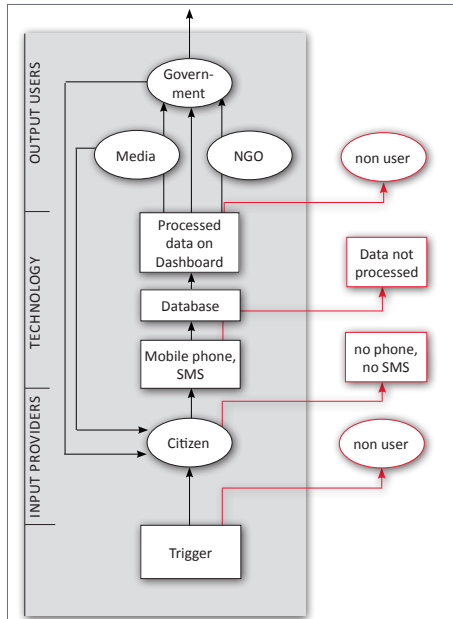 OUTPUT USERS
TECHNOLOGY
INPUT PROVIDERS
Govern-
ment
Media
NGO
non user
Processed
data on
Dashboard
Data not
processed
Database
Mobile phone,
SMS
no phone,
no SMS
Citizen
non user
Trigger